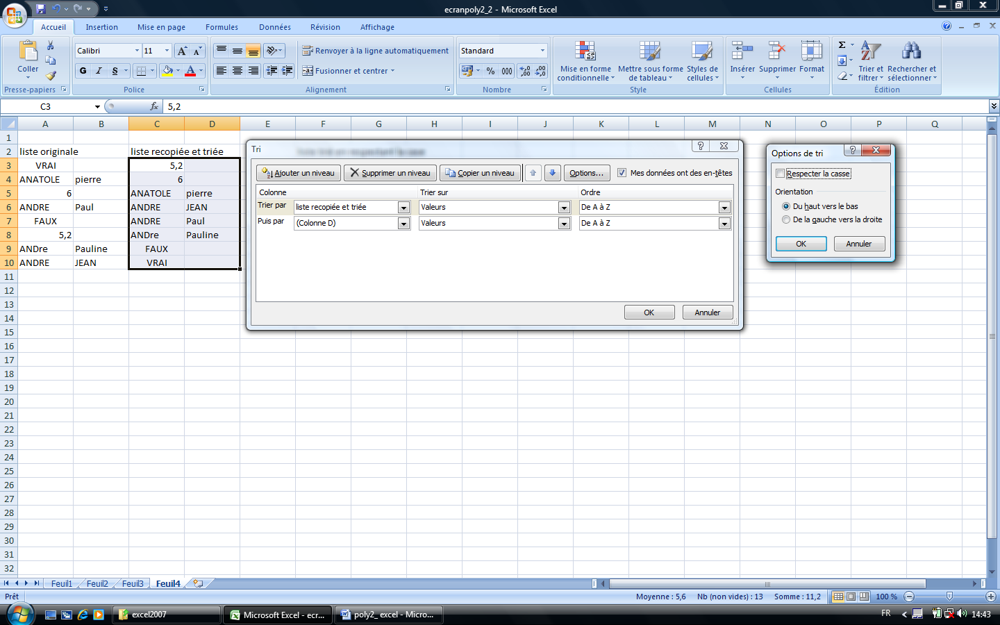 ecranpoly2_2 - Microsoft Excel
Accueil Insertion Mise en page Formules Données Révision Affichage
Coller
Presse-papiers
Calibri 11
G I S
Police
Renvoyer à la ligne automatiquement
Fusionner et centrer
Alignement
Standard
% 000
Nombre
Mise en forme conditionnelle
Mettre sous forme de tableau
Styles de cellules
Style
Insérer Supprimer Format
Cellules
Σ
Trier et filtrer
Rechercher et sélectionner
Édition
C3 fx 5,2
A B C D E F G H I J K L M N O P Q
1
2 liste originale liste recopiée et triée
3 VRAI 5,2
4 ANATOLE pierre 6
5 6 ANATOLE pierre
6 ANDRE Paul ANDRE JEAN
7 FAUX ANDRE Paul
8 5,2 ANDre Pauline
9 ANDre Pauline FAUX
10 ANDRE JEAN VRAI
11
12
13
14
15
16
17
18
19
20
21
22
23
24
25
26
27
28
29
30
31
32
Tri
Ajouter un niveau Supprimer un niveau Copier un niveau Options... Mes données ont des en-têtes
Colonne Trier sur Ordre
Trier par liste recopiée et triée Valeurs De A à Z
Puis par (Colonne D) Valeurs De A à Z
OK Annuler
Options de tri
Respecter la casse
Orientation
Du haut vers le bas
De la gauche vers la droite
OK Annuler
Feuil1 Feuil2 Feuil3 Feuil4
Prêt Moyenne : 5,6 Nb (non vides) : 13 Somme : 11,2 100 %
excel2007 Microsoft Excel - ecr... poly2_ excel - Micro... FR 14:43